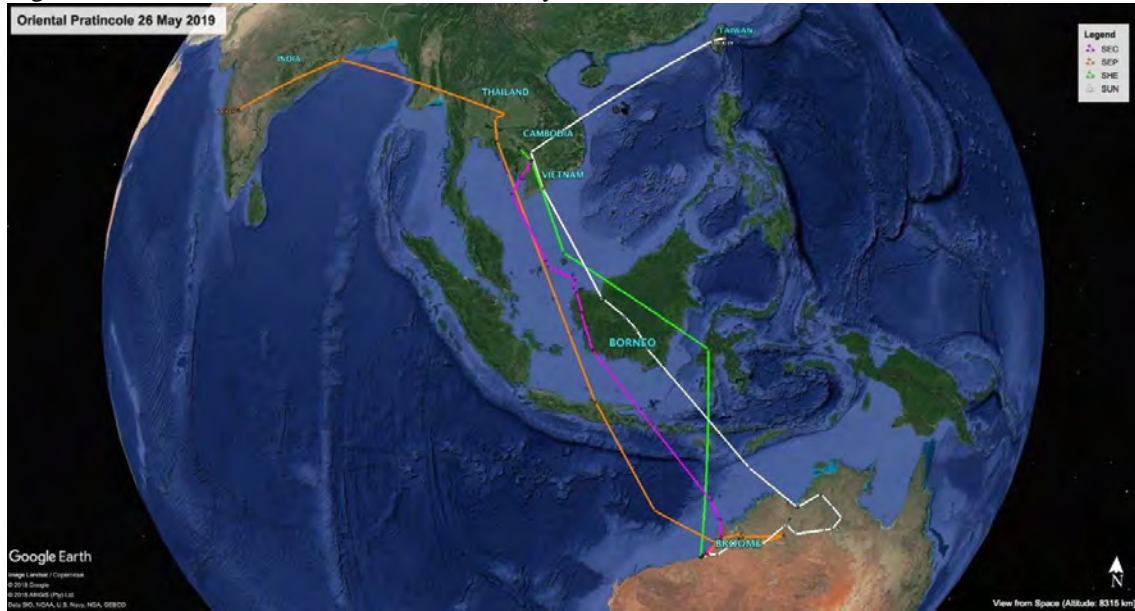 Oriental Pratincole 26 May 2019
Legend
SEC
SEP
SHE
SUN
TAIWAN
INDIA
THAILAND
CAMBODIA
VIETNAM
BORNEO
BROOME
Google Earth
Image Landsat / Copernicus
© 2018 Google
© 2018 AfriGIS (Pty) Ltd.
Data SIO, NOAA, U.S. Navy, NGA, GEBCO
N
View from Space (Altitude: 8315 km)